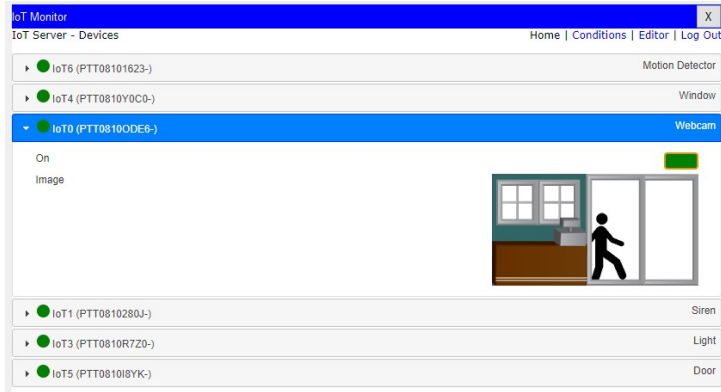 IoT Monitor X
IoT Server - Devices Home | Conditions | Editor | Log Out
IoT6 (PTT08101623-) Motion Detector
IoT4 (PTT0810Y0C0-) Window
IoT0 (PTT0810ODE6-) Webcam
On
Image
IoT1 (PTT0810280J-) Siren
IoT3 (PTT0810R7Z0-) Light
IoT5 (PTT0810I8YK-) Door